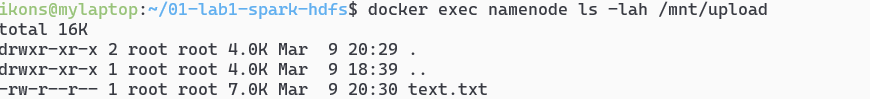 ikons@mylaptop:~/01-lab1-spark-hdfs$ docker exec namenode ls -lah /mnt/upload
total 16K
drwxr-xr-x 2 root root 4.0K Mar  9 20:29 .
drwxr-xr-x 1 root root 4.0K Mar  9 18:39 ..
-rw-r--r-- 1 root root 7.0K Mar  9 20:30 text.txt